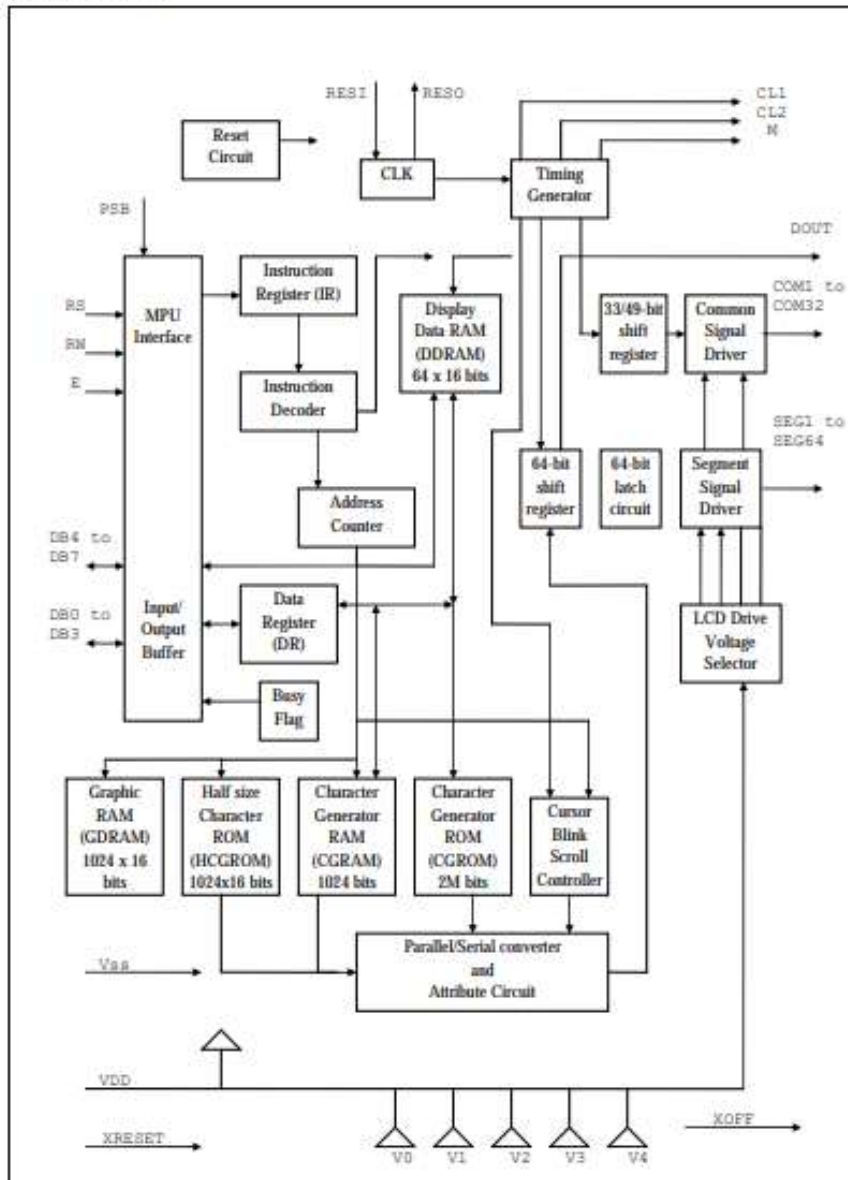 RESI
RESO
CL1
CL2
M
Reset
Circuit
CLK
Timing
Generator
PSB
DOUT
MPU
Interface
Instruction
Register (IR)
Display
Data RAM
(DDRAM)
64 x 16 bits
33/49-bit
shift
register
Common
Signal
Driver
COM1 to
COM32
RS
RW
E
Instruction
Decoder
Address
Counter
64-bit
shift
register
64-bit
latch
circuit
Segment
Signal
Driver
SEG1 to
SEG64
DB4 to
DB7
DB0 to
DB3
Input/
Output
Buffer
Data
Register
(DR)
LCD Drive
Voltage
Selector
Busy
Flag
Graphic
RAM
(GDRAM)
1024 x 16
bits
Half size
Character
ROM
(HCGROM)
1024x16 bits
Character
Generator
RAM
(CGRAM)
1024 bits
Character
Generator
ROM
(CGROM)
2M bits
Cursor
Blink
Scroll
Controller
Parallel/Serial converter
and
Attribute Circuit
Vss
VDD
XRESET
V0
V1
V2
V3
V4
XOFF